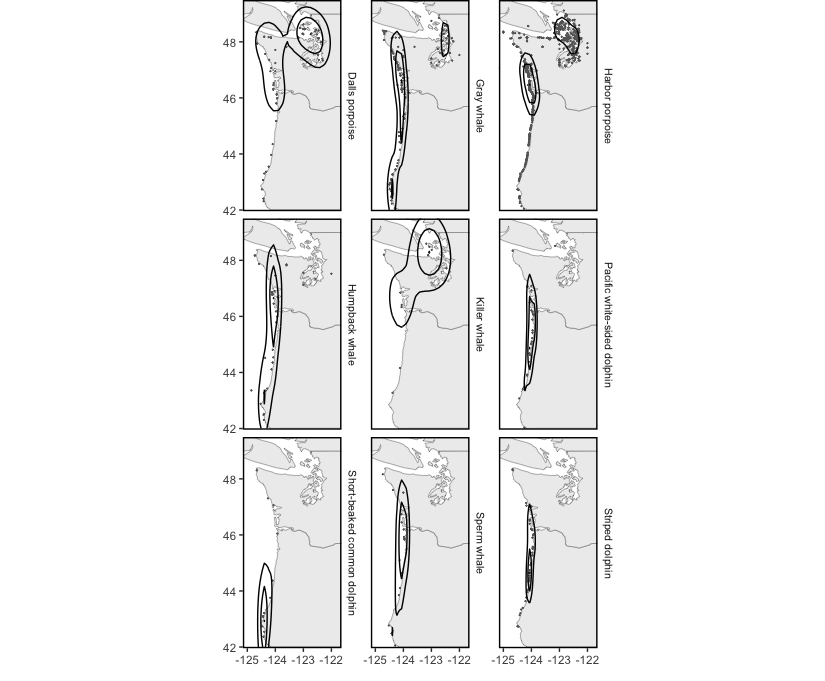 48
46
44
42
Dalls porpoise
Gray whale
Harbor porpoise
48
46
44
42
Humpback whale
Killer whale
Pacific white-sided dolphin
48
46
44
42
Short-beaked common dolphin
Sperm whale
Striped dolphin
-125 -124 -123 -122
-125 -124 -123 -122
-125 -124 -123 -122